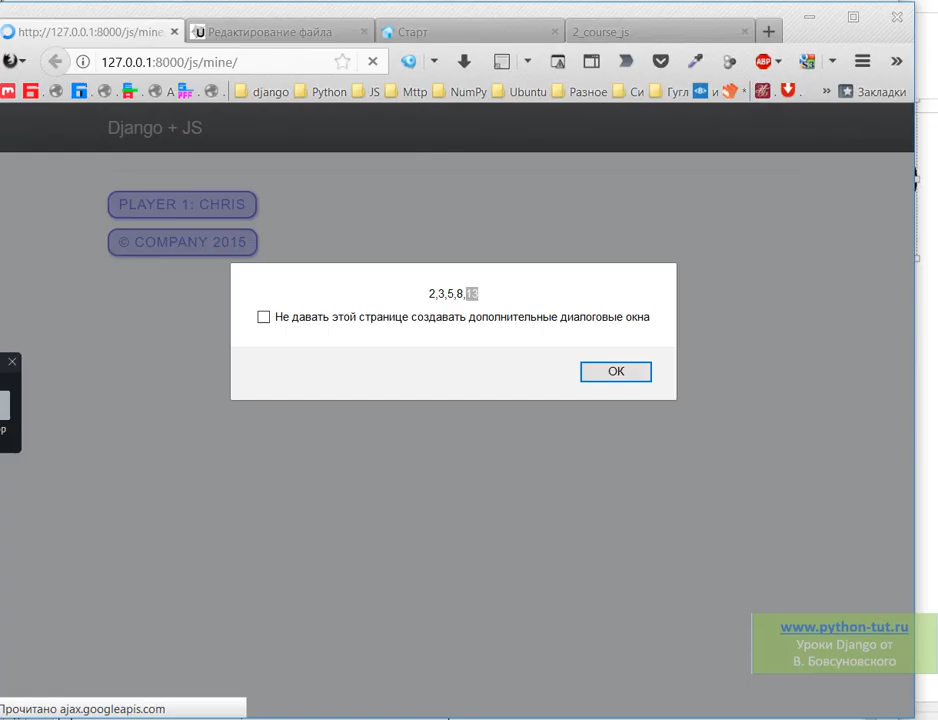 http://127.0.0.1:8000/js/mine
Редактирование файла
Старт
2_course_js
127.0.0.1:8000/js/mine/
ABP
django
Python
JS
Mttp
NumPy
Ubuntu
Разное
Си
Гугл
и
Закладки
Django + JS
PLAYER 1: CHRIS
© COMPANY 2015
2,3,5,8,13
Не давать этой странице создавать дополнительные диалоговые окна
OK
www.python-tut.ru
Уроки Django от
В. Бовсуновского
Прочитано ajax.googleapis.com